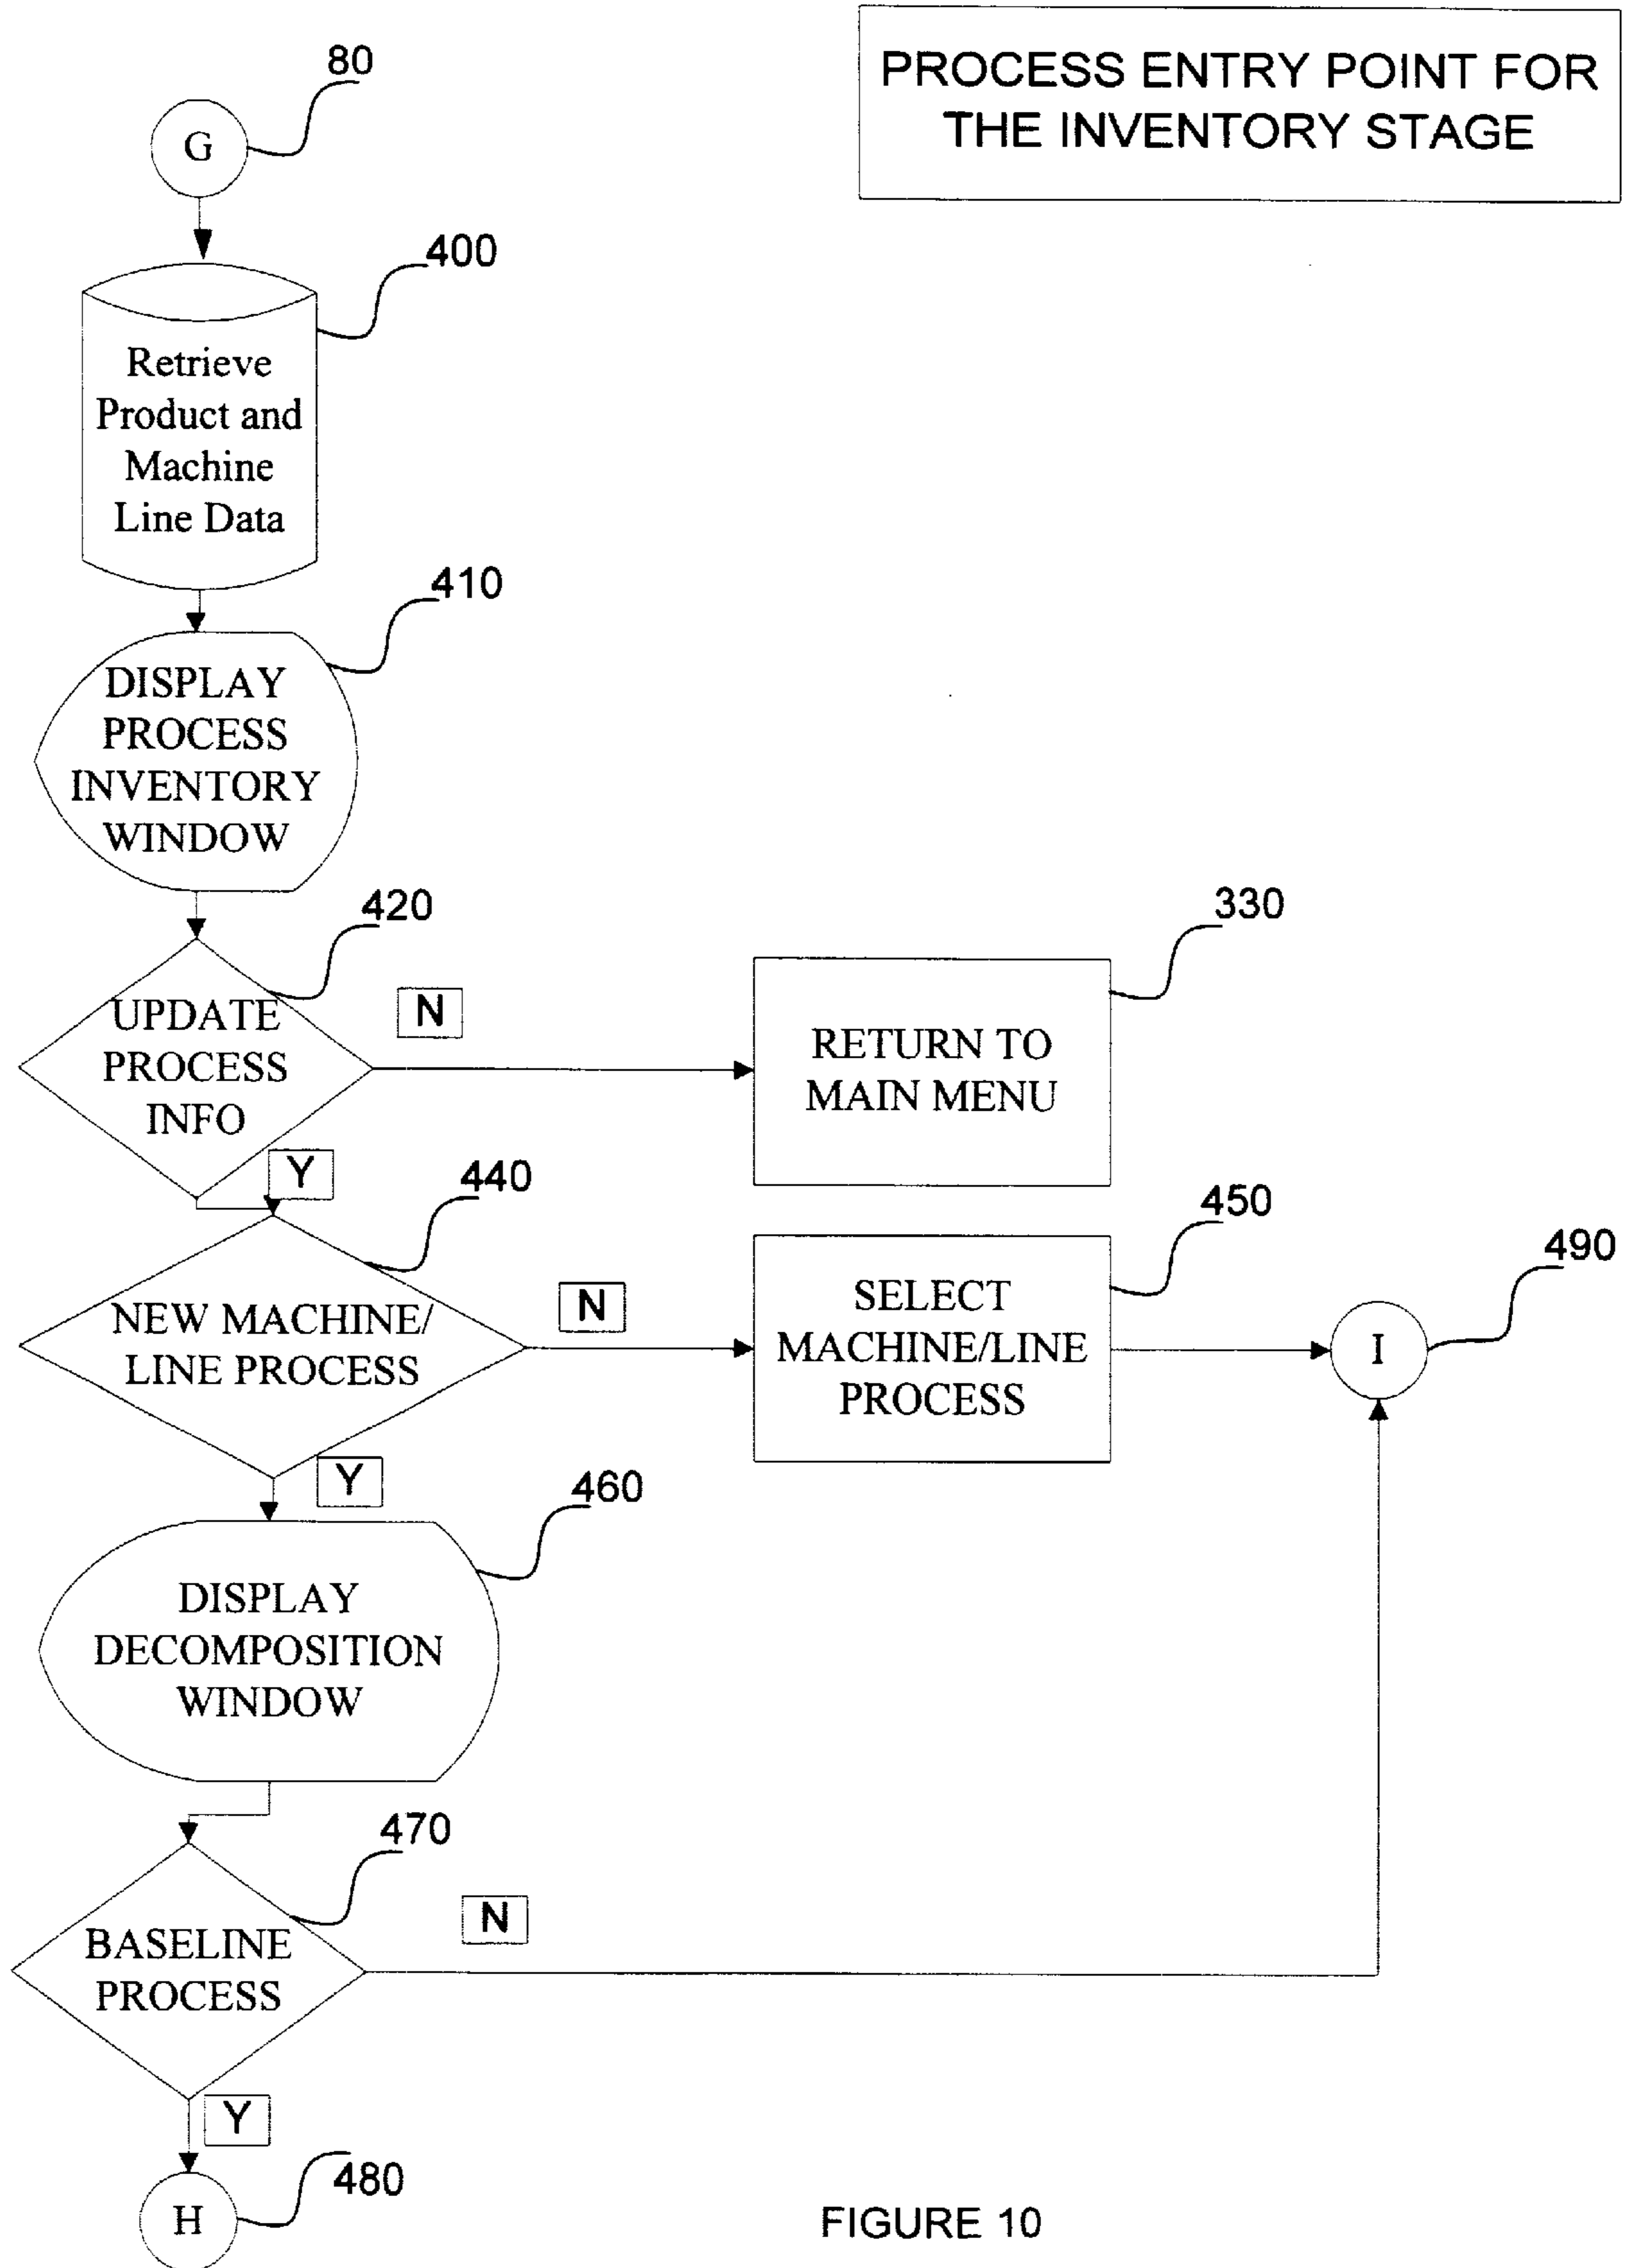 80
PROCESS ENTRY POINT FOR
THE INVENTORY STAGE
G
400
Retrieve
Product and
Machine
Line Data
410
DISPLAY
PROCESS
INVENTORY
WINDOW
420
330
UPDATE
PROCESS
INFO
N
RETURN TO
MAIN MENU
Y
440
450
490
NEW MACHINE/
LINE PROCESS
N
SELECT
MACHINE/LINE
PROCESS
I
Y
460
DISPLAY
DECOMPOSITION
WINDOW
470
BASELINE
PROCESS
N
Y
480
H
FIGURE 10